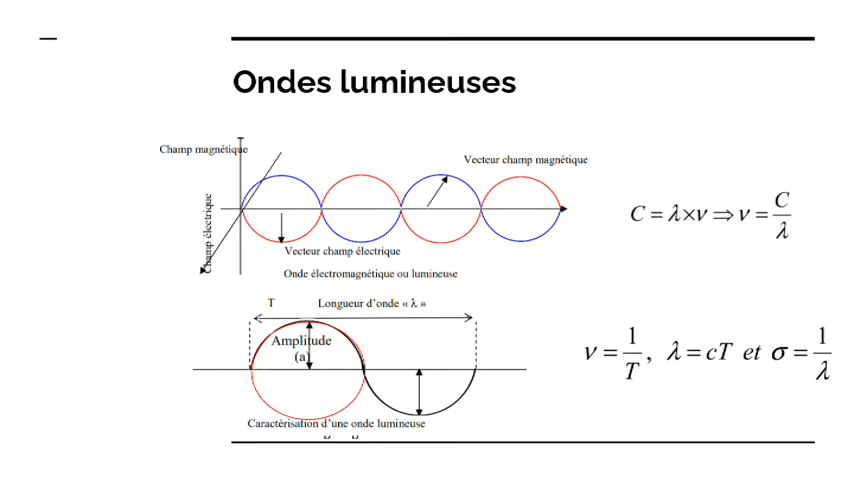 Ondes lumineuses
Champ magnétique
Vecteur champ magnétique
Champ électrique
Vecteur champ électrique
Onde électromagnétique ou lumineuse
C = λ×ν ⇒ ν = C/λ
T
Longueur d'onde « λ »
Amplitude
(a)
ν = 1/T, λ = cT et σ = 1/λ
Caractérisation d'une onde lumineuse